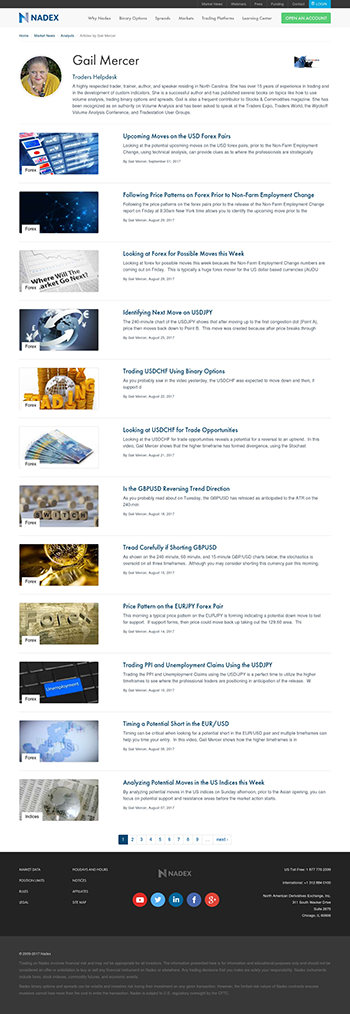 Market News Webinars Fees Funding Contact LOGIN
NADEX Why Nadex Binary Options Spreads Markets Trading Platforms Learning Center OPEN AN ACCOUNT
Home Market News Analysts Articles by Gail Mercer
Gail Mercer
Traders Helpdesk
A highly respected trader, trainer, author, and speaker residing in North Carolina. She has over 15 years of experience in trading and
in the development of custom indicators. She is a successful author and has published several books on topics like how to use
volume analysis, trading binary options and spreads. Gail is also a frequent contributor to Stocks & Commodities magazine. She has
been recognized as an authority on Volume Analysis and has been asked to speak at the Traders Expo, Traders World, the Wyckoff
Volume Analysis Conference, and Tradestation User Groups.
Forex
Upcoming Moves on the USD Forex Pairs
Looking at the potential upcoming moves on the USD forex pairs, prior to the Non-Farm Employment
Change, using technical analysis, can provide clues as to where the professionals are strategically
By Gail Mercer, September 01, 2017
Forex
Following Price Patterns on Forex Prior to Non-Farm Employment Change
Following the price patterns on the forex pairs prior to the release of the Non-Farm Employment Change
report on Friday at 8:30am New York time allows you to identify the upcoming move prior to the
By Gail Mercer, August 29, 2017
Where Will The
Market Go Next?
Forex
Looking at Forex for Possible Moves this Week
Looking at forex for possible moves this week because the Non-Farm Employment Change numbers are
coming out on Friday. This is typically a huge forex mover for the US dollar-based currencies (AUDU
By Gail Mercer, August 28, 2017
Forex
Identifying Next Move on USDJPY
The 240-minute chart of the USDJPY shows that after moving up to the first congestion dot (Point A),
price then moves back down to Point B. This move was created because after price breaks through
By Gail Mercer, August 25, 2017
Forex
Trading USDCHF Using Binary Options
As you probably saw in the video yesterday, the USDCHF was expected to move down and then, if
support d
By Gail Mercer, August 22, 2017
Forex
Looking at USDCHF for Trade Opportunities
Looking at the USDCHF for trade opportunities reveals a potential for a reversal to an uptrend. In this
video, Gail Mercer shows that the higher timeframe has formed divergence, using the Stochast
By Gail Mercer, August 21, 2017
SWITCH
Forex
Is the GBPUSD Reversing Trend Direction
As you probably read about on Tuesday, the GBPUSD has retraced as anticipated to the ATR on the
240-min
By Gail Mercer, August 18, 2017
Forex
Tread Carefully if Shorting GBPUSD
As shown on the 240 minute, 66 minute, and 15 minute GBP/USD charts below, the stochastics is
oversold on all three timeframes. Although you may consider shorting this currency pair this morning,
By Gail Mercer, August 15, 2017
Forex
Price Pattern on the EURJPY Forex Pair
This morning a typical price pattern on the EURJPY is forming indicating a potential down move to test
for support. If support forms, then price could move back up taking out the 129.66 area. Thi
By Gail Mercer, August 14, 2017
Unemployment
Forex
Trading PPI and Unemployment Claims Using the USDJPY
Trading the PPI and Unemployment Claims using the USDJPY is a perfect time to utilize the higher
timeframes to see where the professional traders are positioning in anticipation of the release. W
By Gail Mercer, August 10, 2017
Forex
Timing a Potential Short in the EUR/USD
Timing can be critical when looking for a potential short in the EUR/USD pair and multiple timeframes can
help you time your entry. In this video, Gail Mercer shows how the higher timeframes is in
By Gail Mercer, August 08, 2017
Indices
Analyzing Potential Moves in the US Indices this Week
By analyzing potential moves in the US indices on Sunday afternoon, prior to the Asian opening, you can
focus on potential support and resistance areas before the market action starts.
By Gail Mercer, August 07, 2017
1 2 3 4 5 6 7 8 9 … next ›
MARKET DATA
POSITION LIMITS
RULES
LEGAL
HOLIDAYS AND HOURS
NOTICES
AFFILIATES
SITE MAP
NADEX
US Toll Free: 1 877 776 2339
International: +1 312 884 0100
North American Derivatives Exchange, Inc.
311 South Wacker Drive
Suite 2675
Chicago, IL 60606